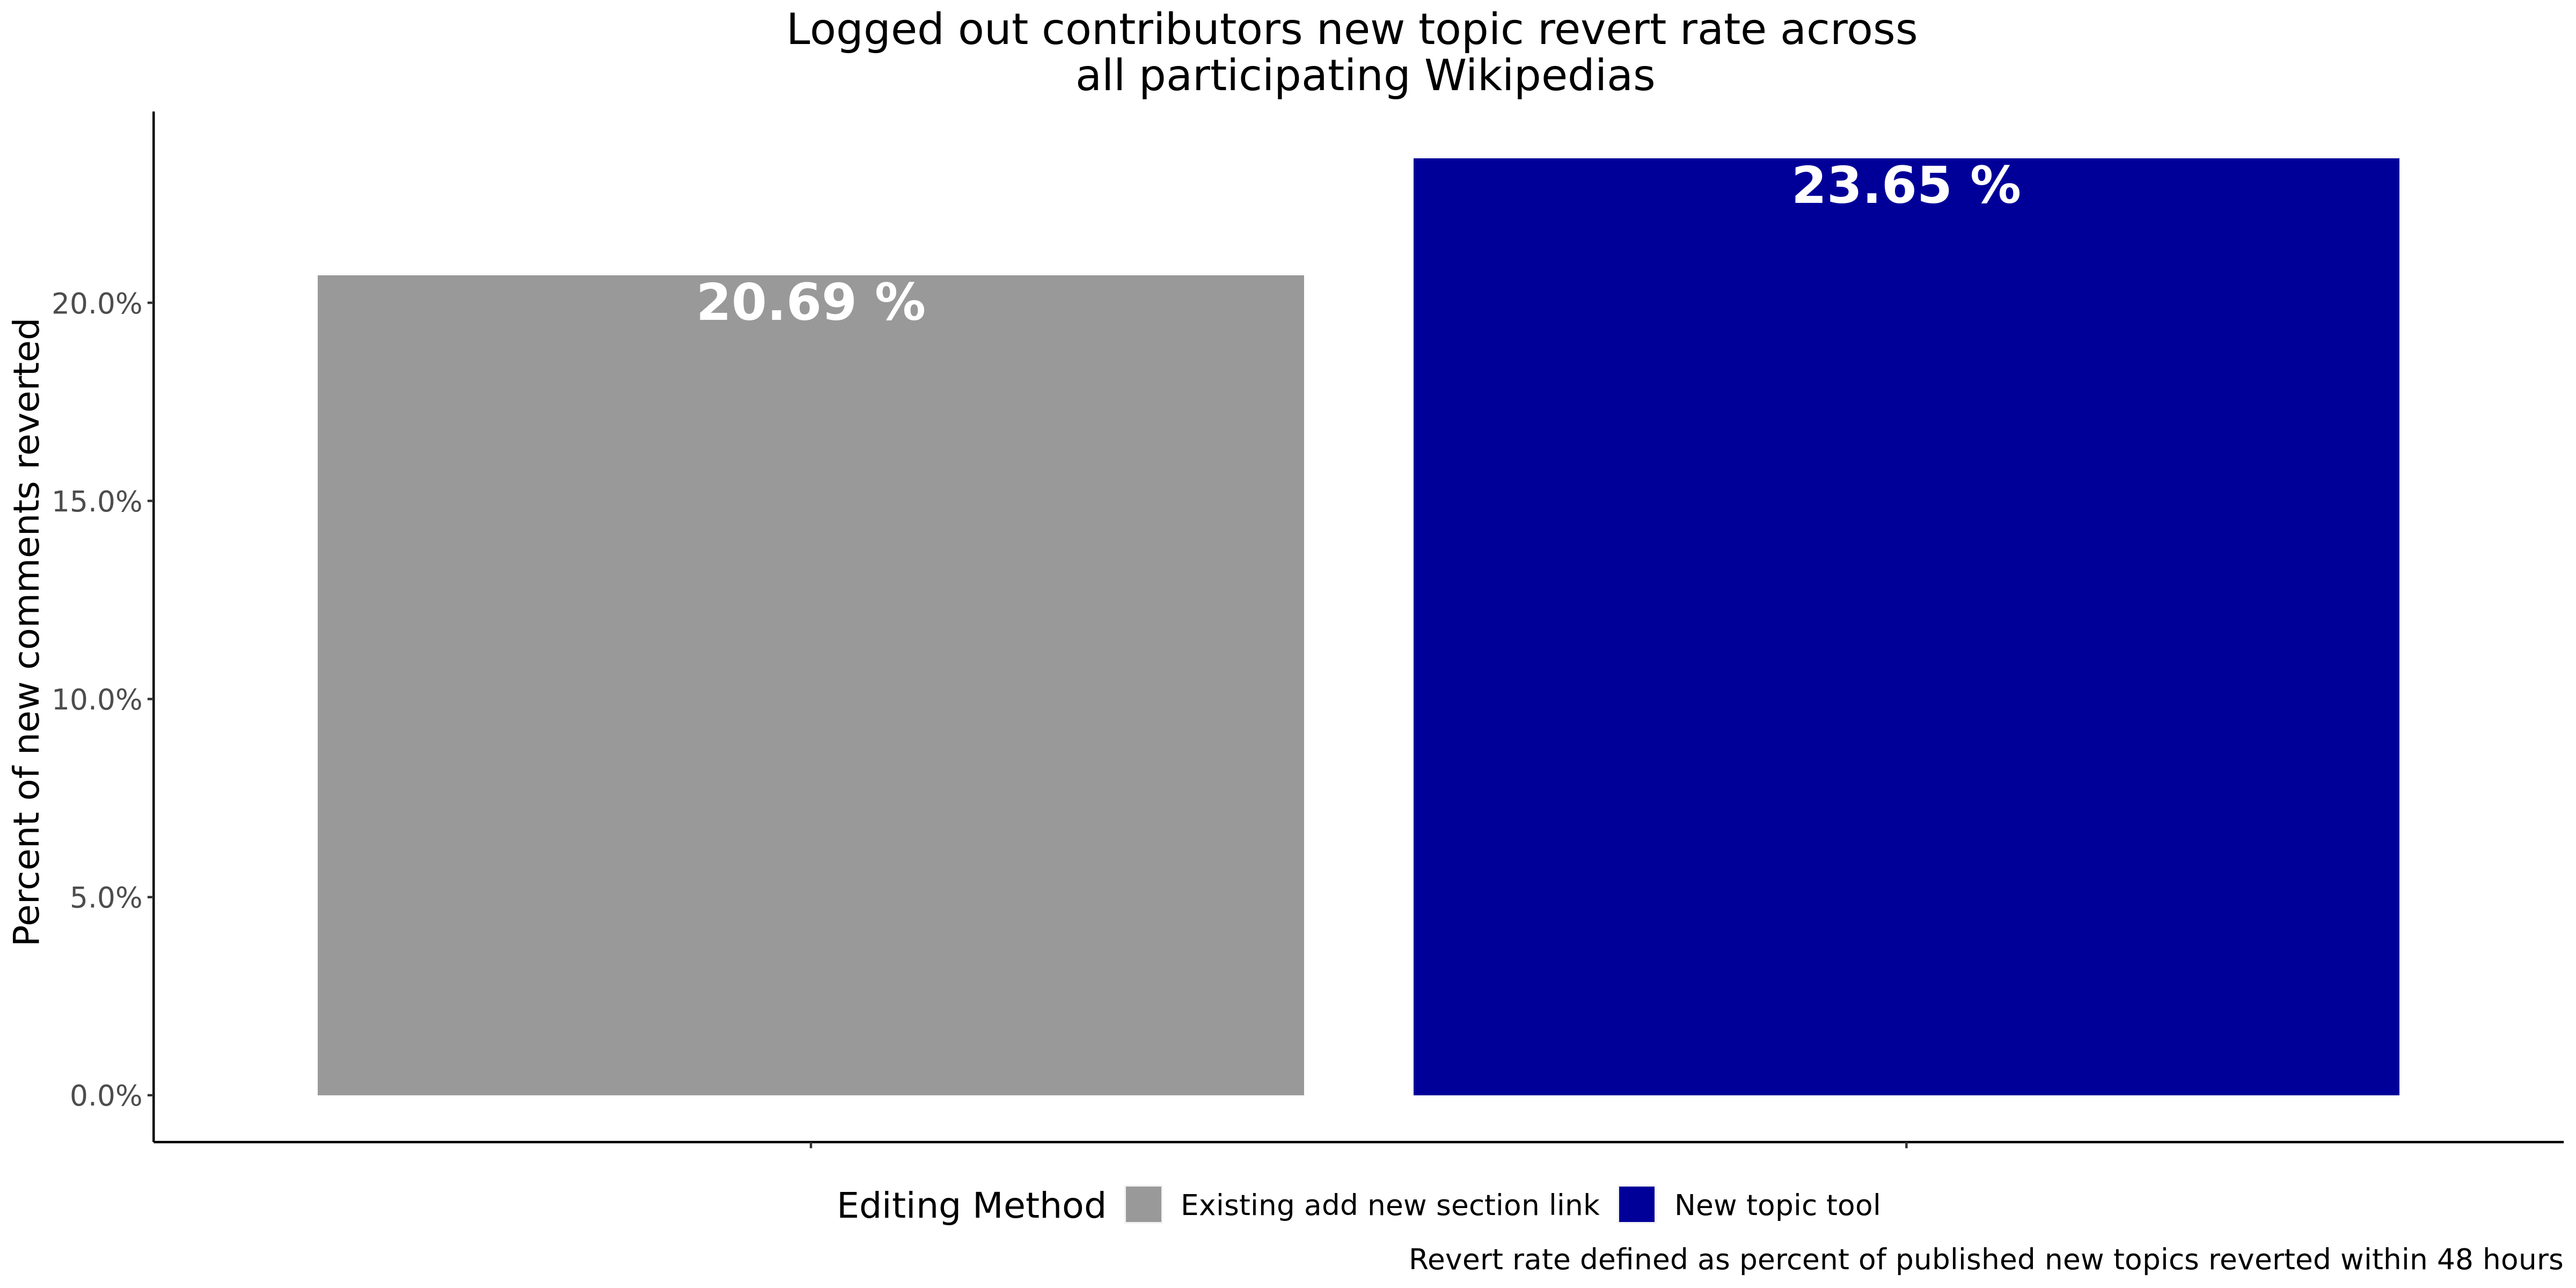 Logged out contributors new topic revert rate across
all participating Wikipedias
Percent of new comments reverted
20.0%
15.0%
10.0%
5.0%
0.0%
20.69 %
23.65 %
Editing Method
Existing add new section link
New topic tool
Revert rate defined as percent of published new topics reverted within 48 hours